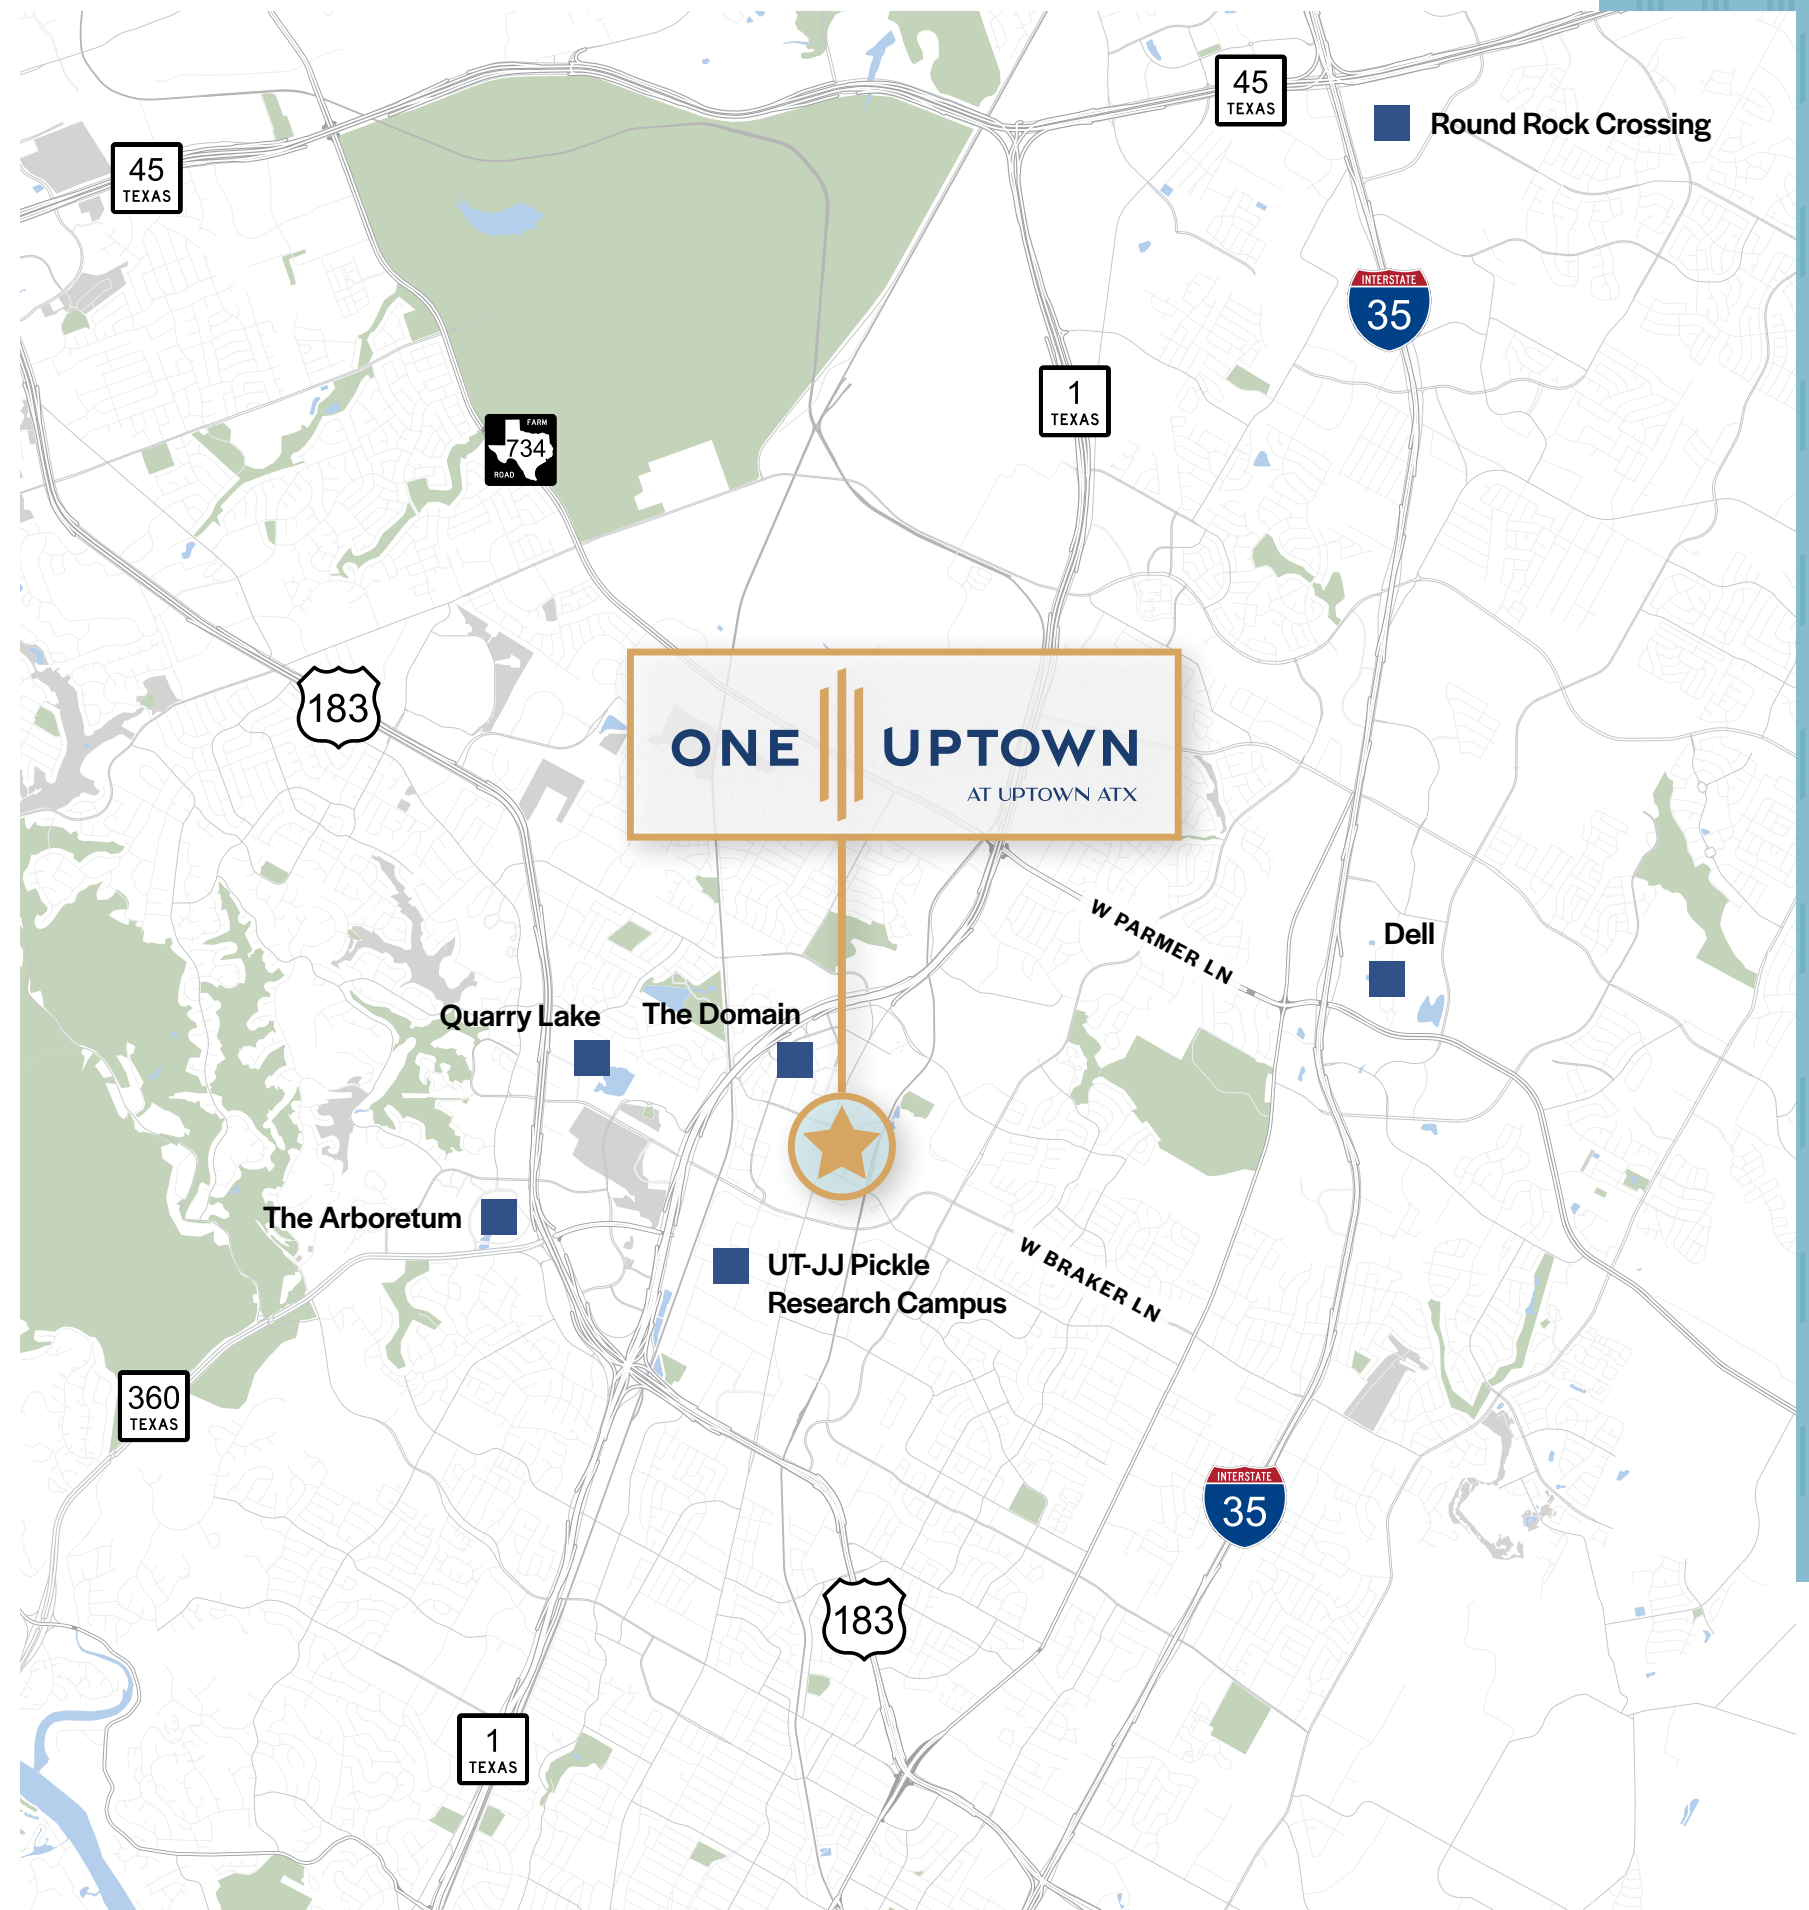 45
TEXAS
Round Rock Crossing
45
TEXAS
INTERSTATE
35
1
TEXAS
FARM
734
ROAD
183
ONE UPTOWN
AT UPTOWN ATX
W PARMER LN
Dell
Quarry Lake
The Domain
The Arboretum
UT-JJ Pickle
Research Campus
W BRAKER LN
360
TEXAS
INTERSTATE
35
183
1
TEXAS